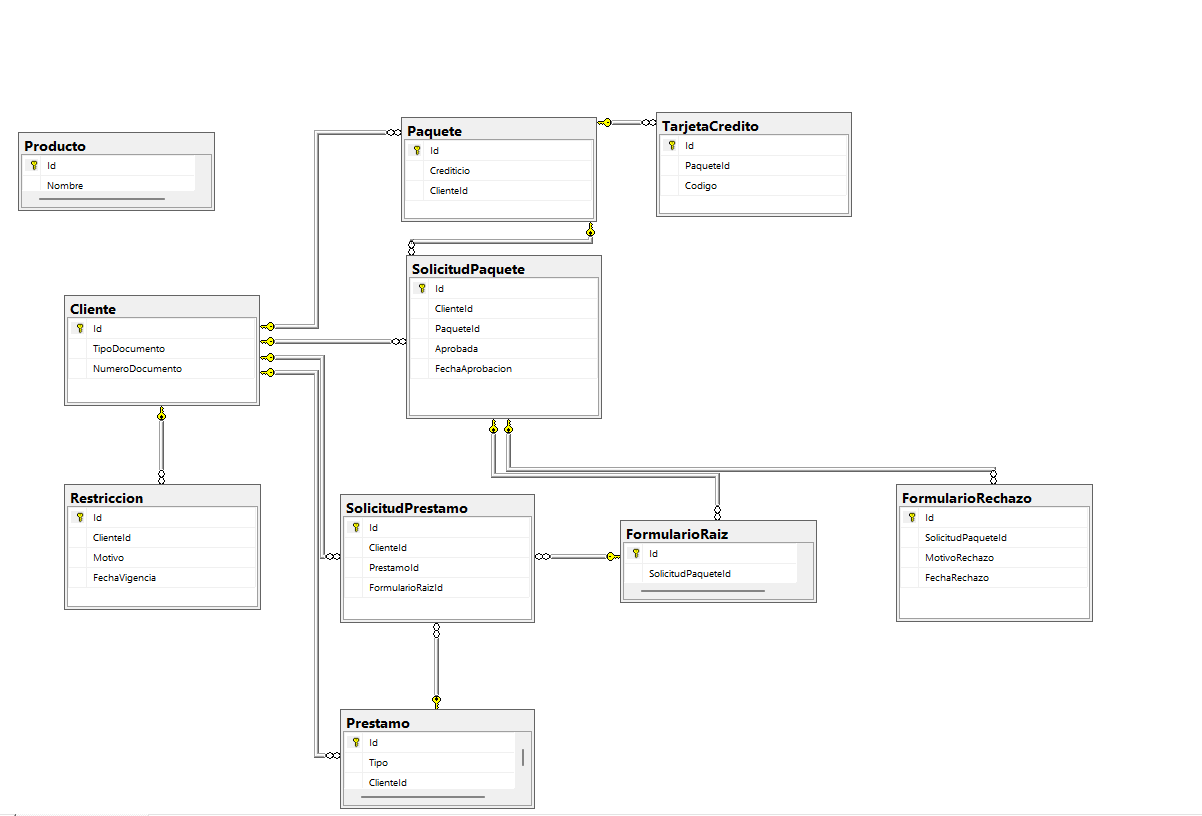 Producto
Id
Nombre
Paquete
Id
Crediticio
ClienteId
TarjetaCredito
Id
PaqueteId
Codigo
SolicitudPaquete
Id
ClienteId
PaqueteId
Aprobada
FechaAprobacion
Cliente
Id
TipoDocumento
NumeroDocumento
Restriccion
Id
ClienteId
Motivo
FechaVigencia
SolicitudPrestamo
Id
ClienteId
PrestamoId
FormularioRaizId
FormularioRaiz
Id
SolicitudPaqueteId
FormularioRechazo
Id
SolicitudPaqueteId
MotivoRechazo
FechaRechazo
Prestamo
Id
Tipo
ClienteId